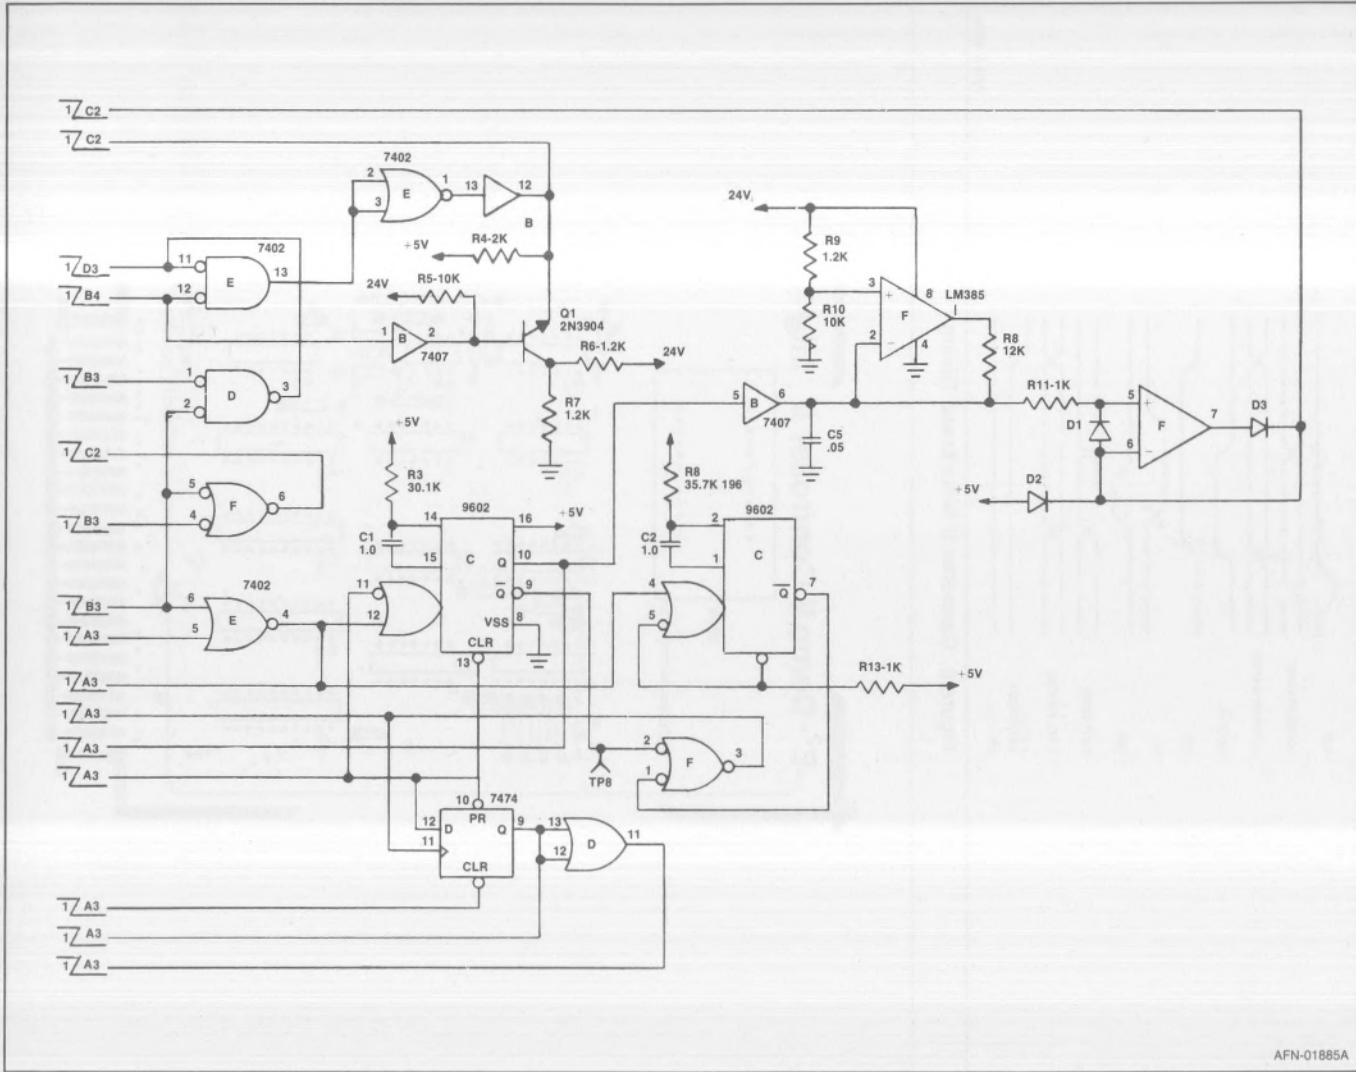 1/ C2
1/ C2
7402
2
3
E
1
13
12
B
+5V
R4-2K
1/ D3
1/ B4
7402
11
12
E
13
24V
R5-10K
1
B
2
7407
Q1
2N3904
R6-1.2K
24V
R7
1.2K
24V
R9
1.2K
R10
10K
3
+
2
-
F
8
LM385
1
4
R8
12K
1/ B3
1
2
D
3
1/ C2
5
4
F
6
1/ B3
5
B
6
7407
C5
.05
R11-1K
D1
5
+
6
-
F
7
D3
+5V
D2
+5V
R3
30.1K
C1
1.0
9602
14
15
C
16
+5V
10
Q
9
Q
VSS
8
CLR
13
11
12
R8
35.7K 196
C2
1.0
9602
2
1
C
Q
7
4
5
R13-1K
+5V
7402
1/ B3
6
5
E
4
1/ A3
1/ A3
1/ A3
1/ A3
1/ A3
TP8
2
1
F
3
10
7474
PR
12
D
11
Q
9
CLR
13
12
D
11
1/ A3
1/ A3
1/ A3
AFN-01885A